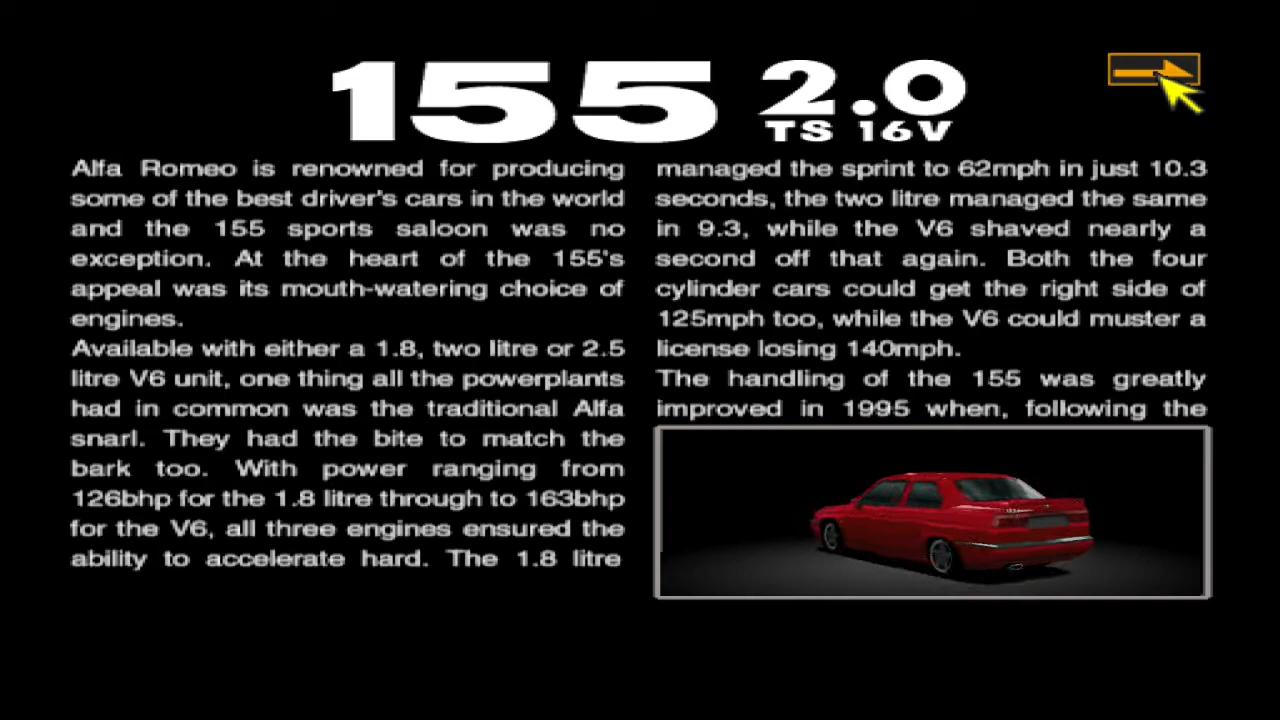 155 2.0
TS 16V
Alfa Romeo is renowned for producing
some of the best driver's cars in the world
and the 155 sports saloon was no
exception. At the heart of the 155's
appeal was its mouth-watering choice of
engines.
Available with either a 1.8, two litre or 2.5
litre V6 unit, one thing all the powerplants
had in common was the traditional Alfa
snarl. They had the bite to match the
bark too. With power ranging from
126bhp for the 1.8 litre through to 163bhp
for the V6, all three engines ensured the
ability to accelerate hard. The 1.8 litre
managed the sprint to 62mph in just 10.3
seconds, the two litre managed the same
in 9.3, while the V6 shaved nearly a
second off that again. Both the four
cylinder cars could get the right side of
125mph too, while the V6 could muster a
license losing 140mph.
The handling of the 155 was greatly
improved in 1995 when, following the